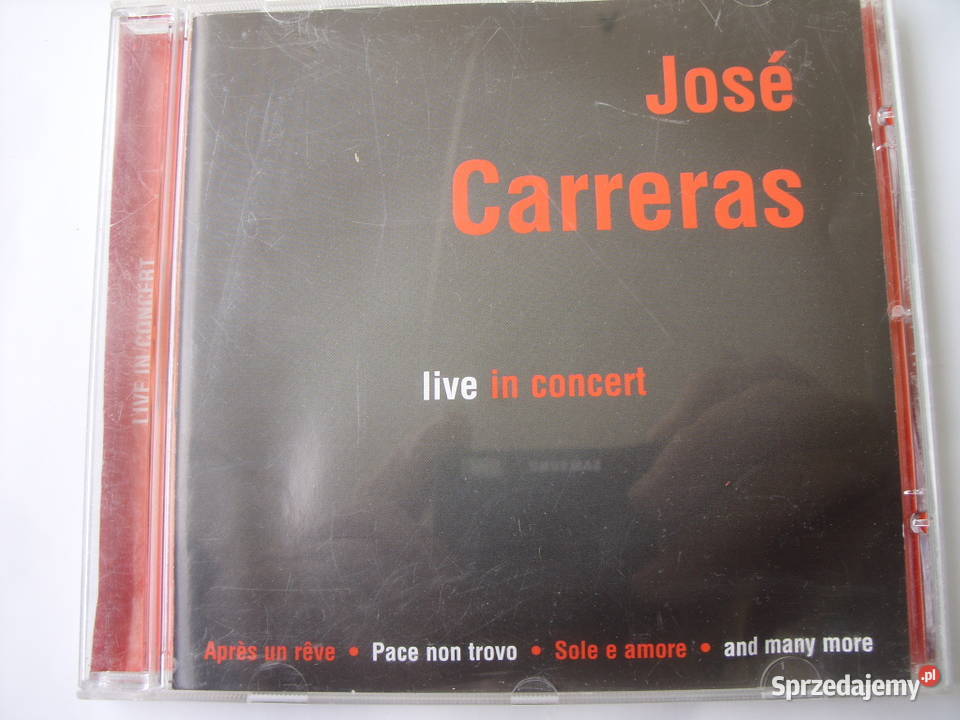 José
Carreras
live in concert
LIVE IN CONCERT
Après un rêve • Pace non trovo • Sole e amore • and many more
Sprzedajemy.pl